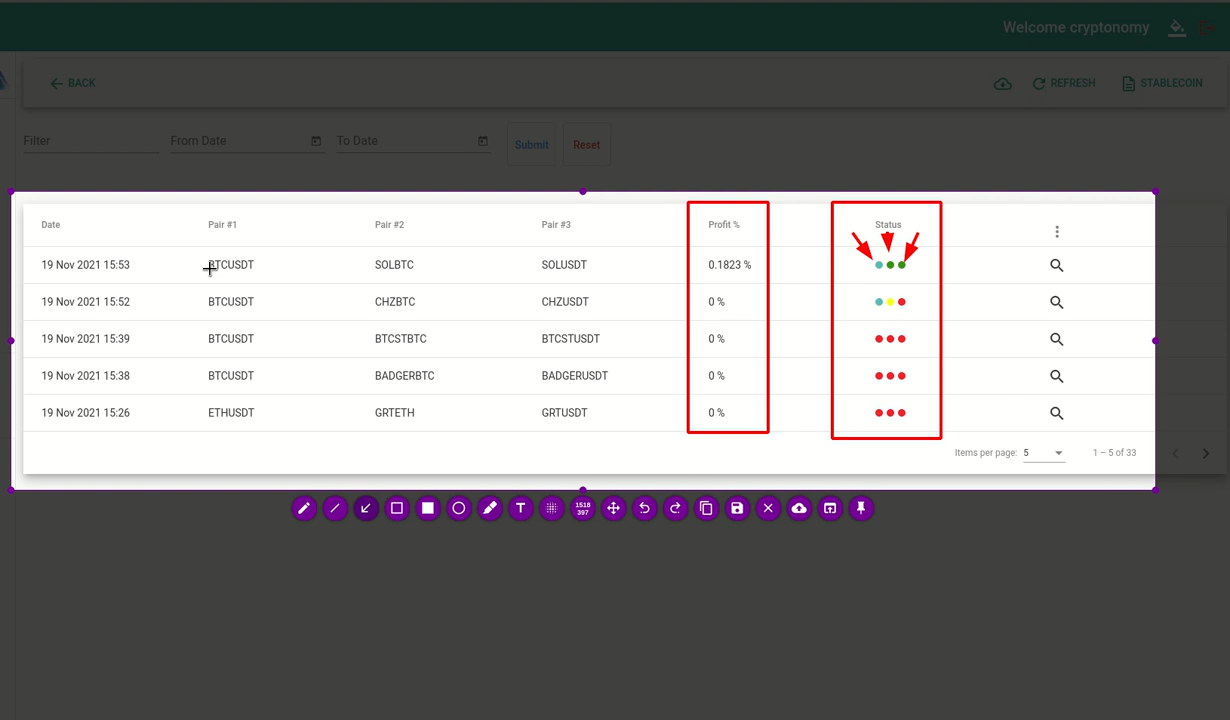 Welcome cryptonomy
BACK
REFRESH
STABLECOIN
Filter
From Date
To Date
Submit
Reset
Date Pair #1 Pair #2 Pair #3 Profit % Status
19 Nov 2021 15:53 BTCUSDT SOLBTC SOLUSDT 0.1823 %
19 Nov 2021 15:52 BTCUSDT CHZBTC CHZUSDT 0 %
19 Nov 2021 15:39 BTCUSDT BTCSTBTC BTCSTUSDT 0 %
19 Nov 2021 15:38 BTCUSDT BADGERBTC BADGERUSDT 0 %
19 Nov 2021 15:26 ETHUSDT GRTETH GRTUSDT 0 %
Items per page: 5 1 – 5 of 33
T
1518
397